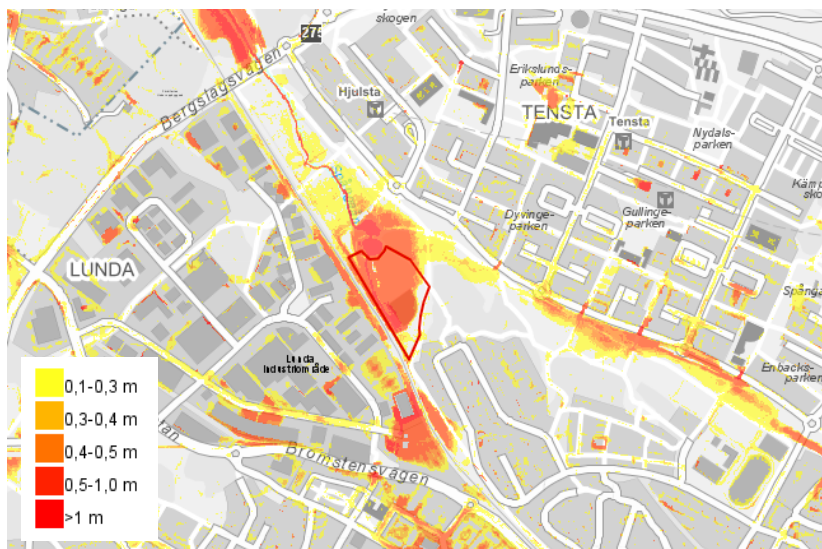 skogen
275
Bergslagsvägen
Hjulsta
Erikslunds-
parken
TENSTA
Tensta
Nydals-
parken
Kämp
sko
Dyvinge-
parken
Gullinge-
parken
LUNDA
Spånga
Lunda
Industriområde
Enbacks-
parken
0,1-0,3 m
0,3-0,4 m
0,4-0,5 m
0,5-1,0 m
>1 m
tan
Bromstensvägen